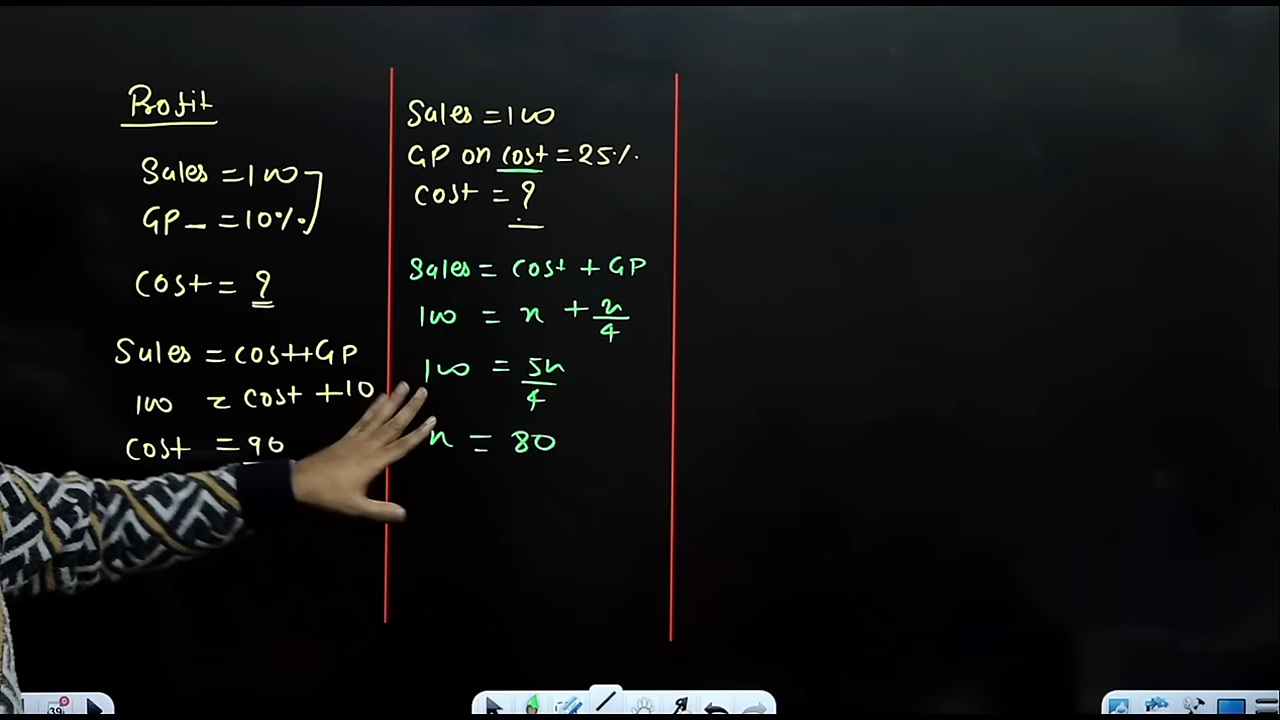 Profit
Sales = 100
GP = 10%
Cost = ?
Sales = cost + GP
100 = cost + 10
cost = 90
Sales = 100
GP on cost = 25%
cost = ?
Sales = cost + GP
100 = x + x/4
100 = 5x/4
x = 80
39